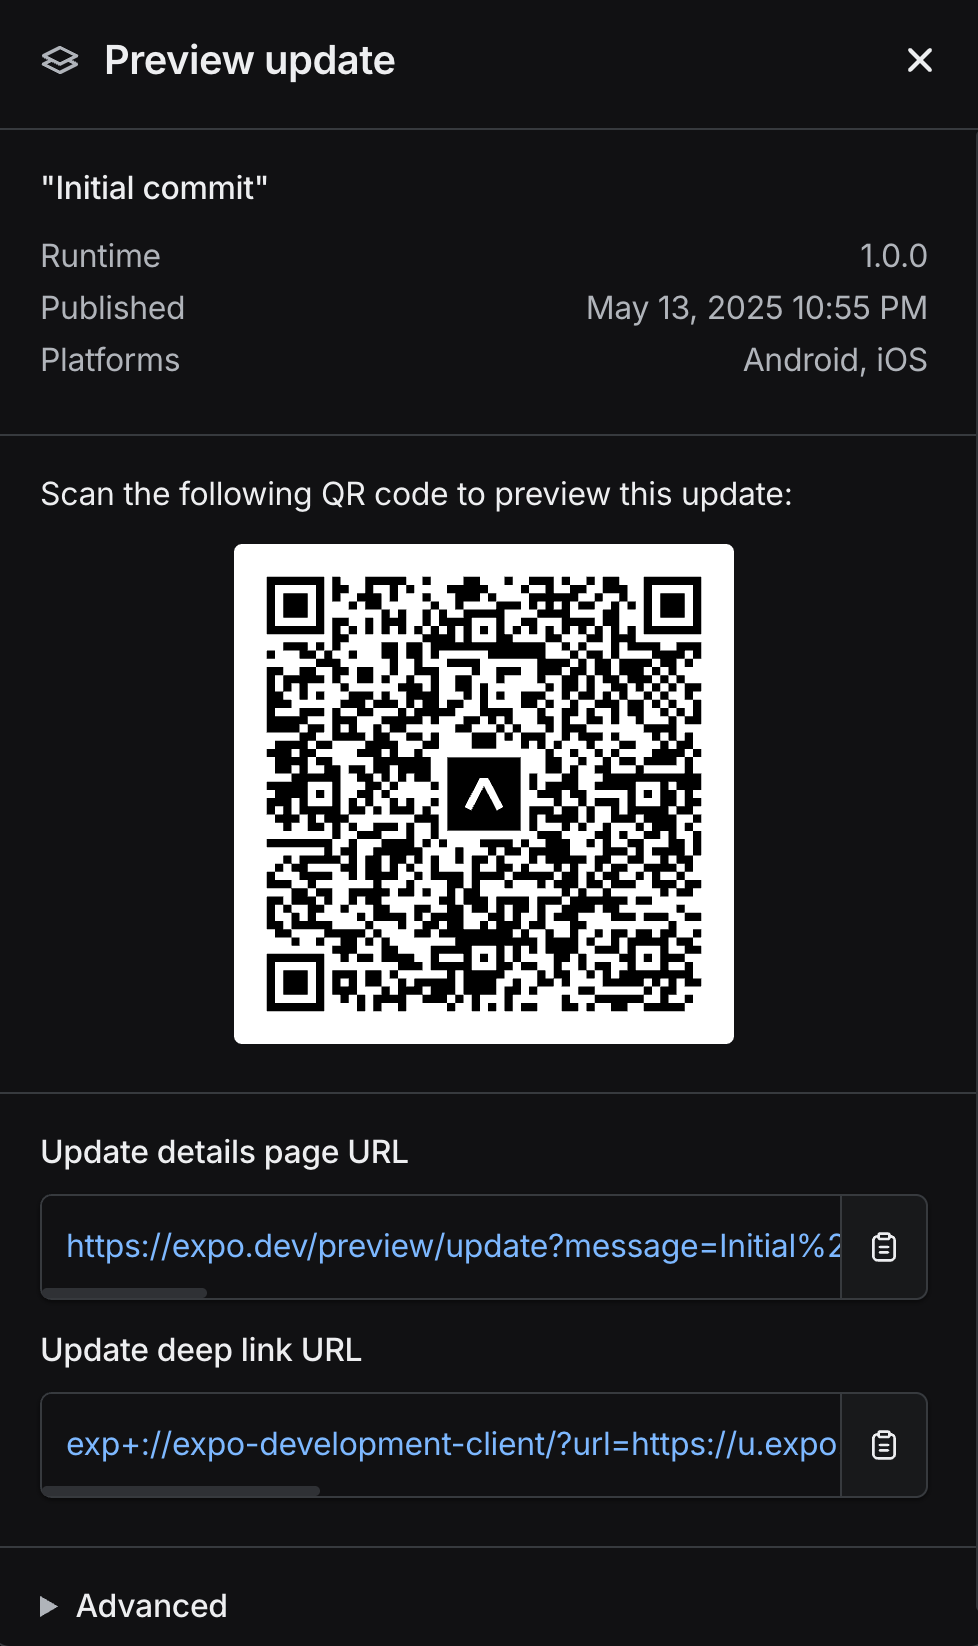 Preview update
"Initial commit"
Runtime 1.0.0
Published May 13, 2025 10:55 PM
Platforms Android, iOS
Scan the following QR code to preview this update:
Update details page URL
https://expo.dev/preview/update?message=Initial%2
Update deep link URL
exp+://expo-development-client/?url=https://u.expo
Advanced